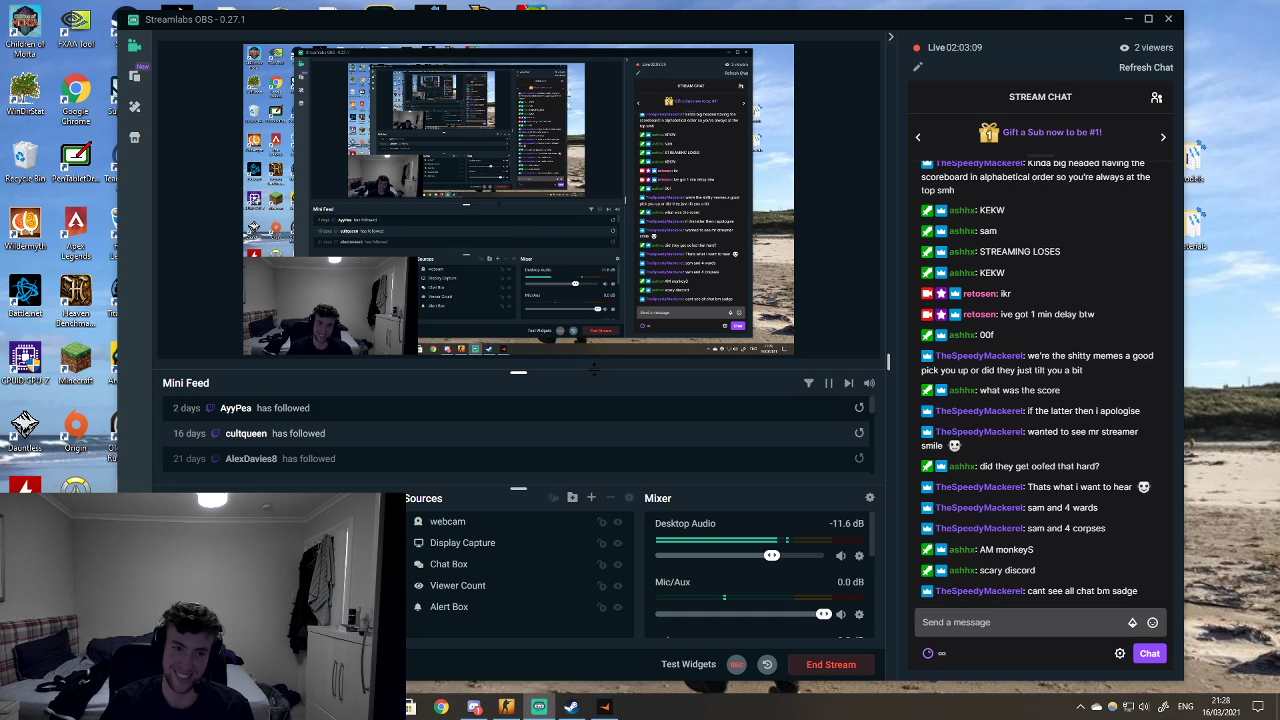 Streamlabs OBS - 0.27.1
Children of
FXAA Tool
Morta
New
Google
Chrome
Recycle Bin
Wildermyth
Apex
Legends
GUILD CP Z
Minecraft
Dauntless
Origin
Live 02:03:09
2 viewers
Refresh Chat
STREAM CHAT
Gift a Sub now to be #1!
TheSpeedyMackerel: Kinda big headed having the
scoreboard in alphabetical order so you're always at the
top smh
ashhx: KEKW
ashhx: sam
ashhx: STREAMING LOSES
ashhx: KEKW
retosen: ikr
retosen: ive got 1 min delay btw
ashhx: 00f
TheSpeedyMackerel: we're the shitty memes a good
pick you up or did they just tilt you a bit
ashhx: what was the score
TheSpeedyMackerel: if the latter then i apologise
TheSpeedyMackerel: wanted to see mr streamer
smile
ashhx: did they get oofed that hard?
TheSpeedyMackerel: Thats what i want to hear
TheSpeedyMackerel: sam and 4 wards
TheSpeedyMackerel: sam and 4 corpses
ashhx: AM monkeyS
ashhx: scary discord
TheSpeedyMackerel: cant see all chat bm sadge
Send a message
Chat
Mini Feed
2 days AyyPea has followed
16 days cultqueen has followed
21 days AlexDavies8 has followed
Sources
webcam
Display Capture
Chat Box
Viewer Count
Alert Box
Mixer
Desktop Audio -11.6 dB
Mic/Aux 0.0 dB
Test Widgets
REC
End Stream
ENG
21:28
16/03/2021